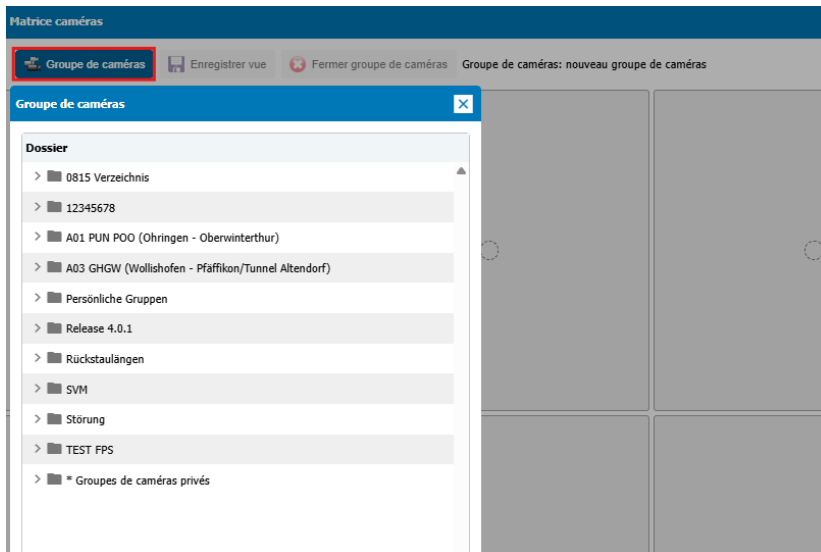 Matrice caméras
Groupe de caméras Enregistrer vue Fermer groupe de caméras Groupe de caméras: nouveau groupe de caméras
Groupe de caméras
Dossier
0815 Verzeichnis
12345678
A01 PUN POO (Ohringen - Oberwinterthur)
A03 GHGW (Wollishofen - Pfäffikon/Tunnel Altendorf)
Persönliche Gruppen
Release 4.0.1
Rückstaulängen
SVM
Störung
TEST FPS
* Groupes de caméras privés